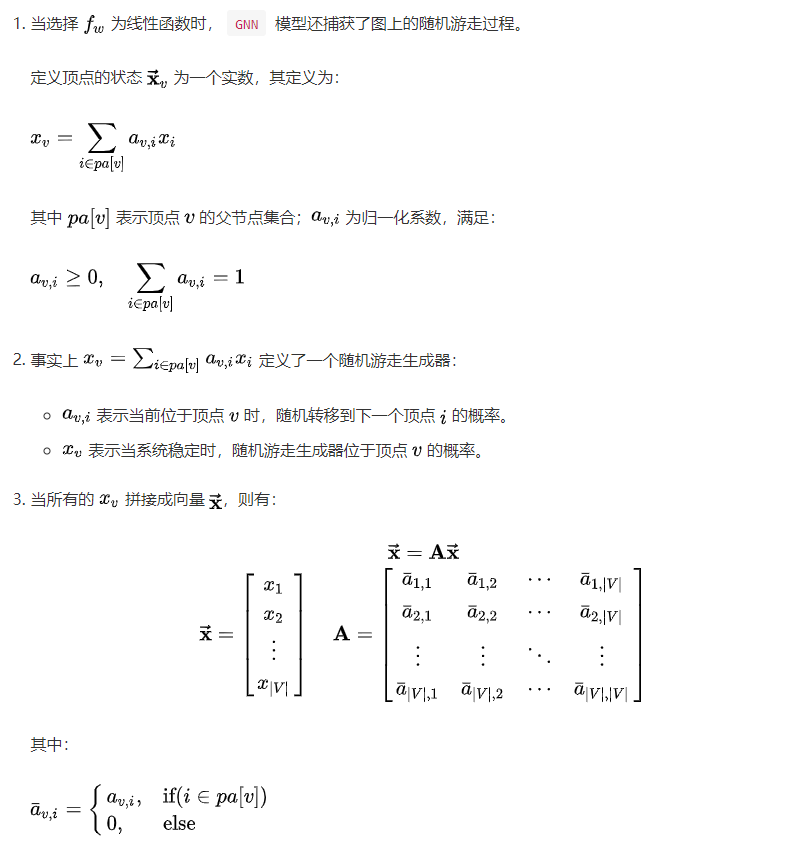 1. 当选择 $f_w$ 为线性函数时， GNN 模型还捕获了图上的随机游走过程。
定义顶点的状态 $\vec{\mathbf{x}}_v$ 为一个实数，其定义为：
$x_v = \sum_{i \in pa[v]} a_{v,i} x_i$
其中 $pa[v]$ 表示顶点 $v$ 的父节点集合；$a_{v,i}$ 为归一化系数，满足：
$a_{v,i} \geq 0, \quad \sum_{i \in pa[v]} a_{v,i} = 1$
2. 事实上 $x_v = \sum_{i \in pa[v]} a_{v,i} x_i$ 定义了一个随机游走生成器：
○ $a_{v,i}$ 表示当前位于顶点 $v$ 时，随机转移到下一个顶点 $i$ 的概率。
○ $x_v$ 表示当系统稳定时，随机游走生成器位于顶点 $v$ 的概率。
3. 当所有的 $x_v$ 拼接成向量 $\vec{\mathbf{x}}$，则有：
$\vec{\mathbf{x}} = \mathbf{A}\vec{\mathbf{x}}$
$\vec{\mathbf{x}} = \begin{bmatrix} x_1 \\ x_2 \\ \vdots \\ x_{|V|} \end{bmatrix} \quad \mathbf{A} = \begin{bmatrix} \bar{a}_{1,1} & \bar{a}_{1,2} & \cdots & \bar{a}_{1,|V|} \\ \bar{a}_{2,1} & \bar{a}_{2,2} & \cdots & \bar{a}_{2,|V|} \\ \vdots & \vdots & \ddots & \vdots \\ \bar{a}_{|V|,1} & \bar{a}_{|V|,2} & \cdots & \bar{a}_{|V|,|V|} \end{bmatrix}$
其中：
$\bar{a}_{v,i} = \begin{cases} a_{v,i}, & \text{if}(i \in pa[v]) \\ 0, & \text{else} \end{cases}$